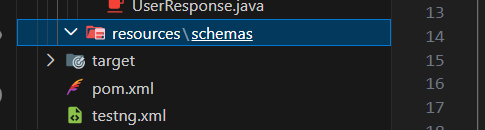 UserResponse.java
resources\schemas
target
pom.xml
testng.xml
13
14
15
16
17